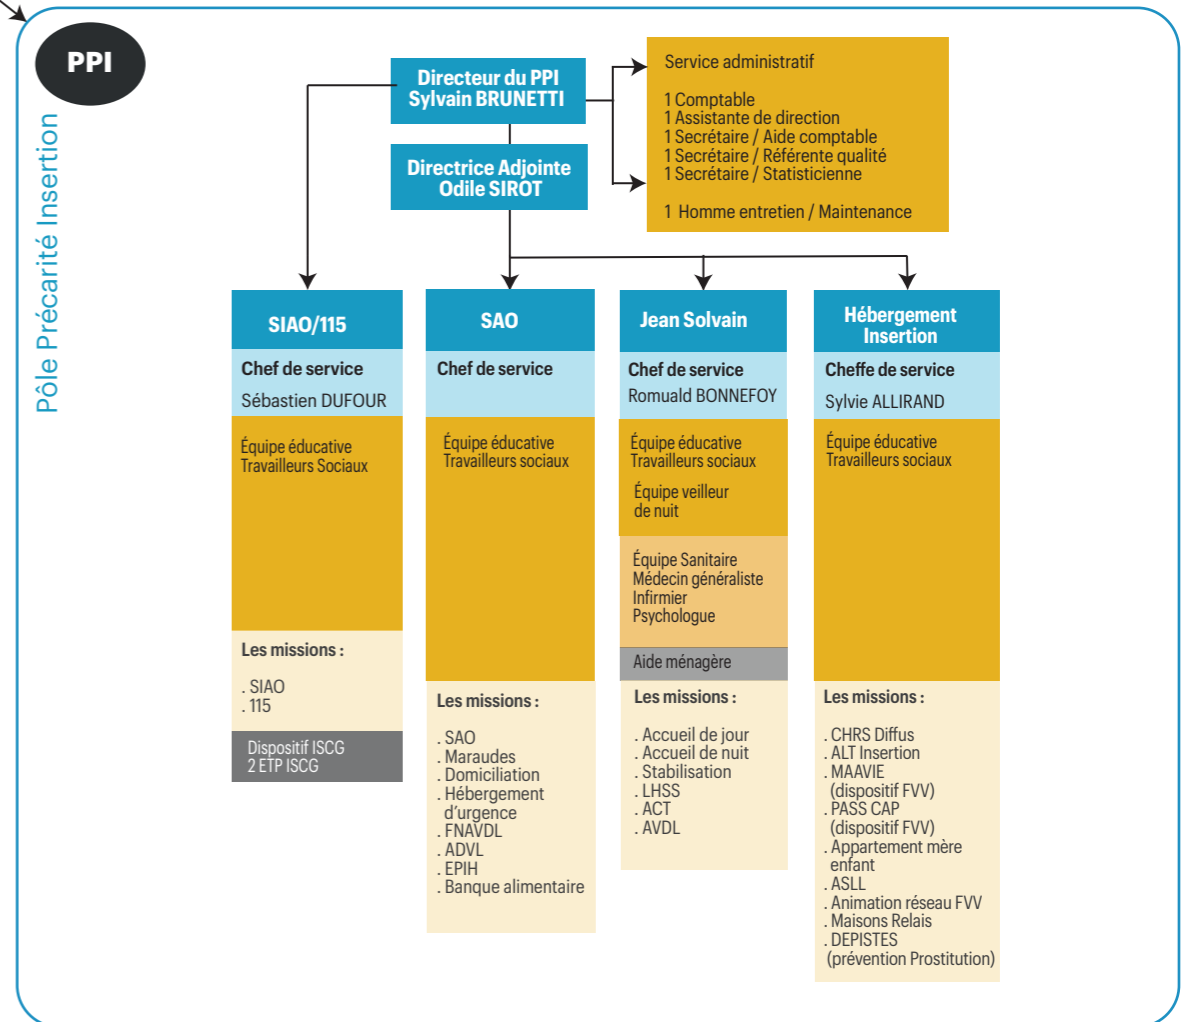 PPI
Pôle Précarité Insertion
Directeur du PPI
Sylvain BRUNETTI
Directrice Adjointe
Odile SIROT
Service administratif
1 Comptable
1 Assistante de direction
1 Secrétaire / Aide comptable
1 Secrétaire / Référente qualité
1 Secrétaire / Statisticienne
1 Homme entretien / Maintenance
SIAO/115
Chef de service
Sébastien DUFOUR
Équipe éducative
Travailleurs Sociaux
Les missions :
. SIAO
. 115
Dispositif ISCG
2 ETP ISCG
SAO
Chef de service
Équipe éducative
Travailleurs sociaux
Les missions :
. SAO
. Maraudes
. Domiciliation
. Hébergement
d'urgence
. FNAVDL
. ADVL
. EPIH
. Banque alimentaire
Jean Solvain
Chef de service
Romuald BONNEFOY
Équipe éducative
Travailleurs sociaux
Équipe veilleur
de nuit
Équipe Sanitaire
Médecin généraliste
Infirmier
Psychologue
Aide ménagère
Les missions :
. Accueil de jour
. Accueil de nuit
. Stabilisation
. LHSS
. ACT
. AVDL
Hébergement
Insertion
Cheffe de service
Sylvie ALLIRAND
Équipe éducative
Travailleurs sociaux
Les missions :
. CHRS Diffus
. ALT Insertion
. MAAVIE
(dispositif FVV)
. PASS CAP
(dispositif FVV)
. Appartement mère
enfant
. ASLL
. Animation réseau FVV
. Maisons Relais
. DEPISTES
(prévention Prostitution)